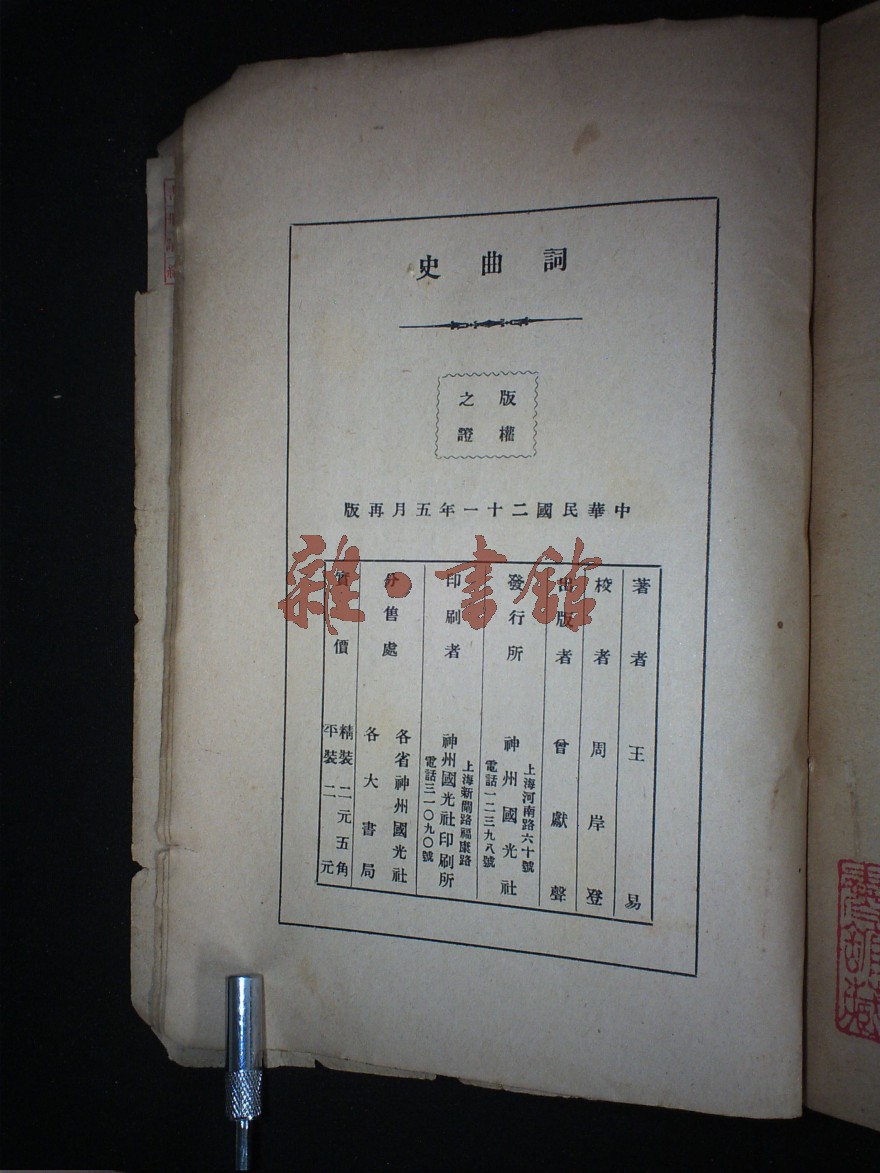 詞曲史
版權
之證
中華民國二十一年五月再版
著者 王易
校者 周岸登
出版者 曾獻聲
發行所
上海河南路六十號
神州國光社
電話一二三九八號
印刷者
上海新閘路福康路
神州國光社印刷所
電話三一〇九〇號
分售處
各省神州國光社
各大書局
實價
精裝 二元五角
平裝 二元
雜·書館